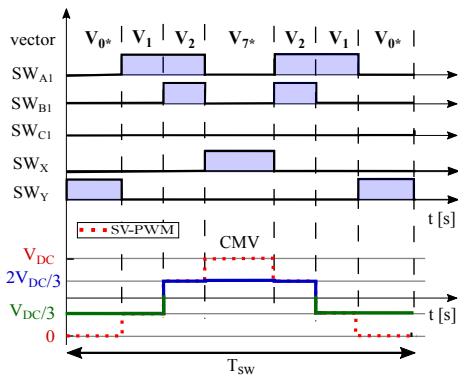 vector V0* V1 V2 V7* V2 V1 V0*
SWA1
SWB1
SWC1
SWX
SWY
t [s]
SV-PWM
CMV
VDC
2VDC/3
VDC/3
t [s]
0
TSW